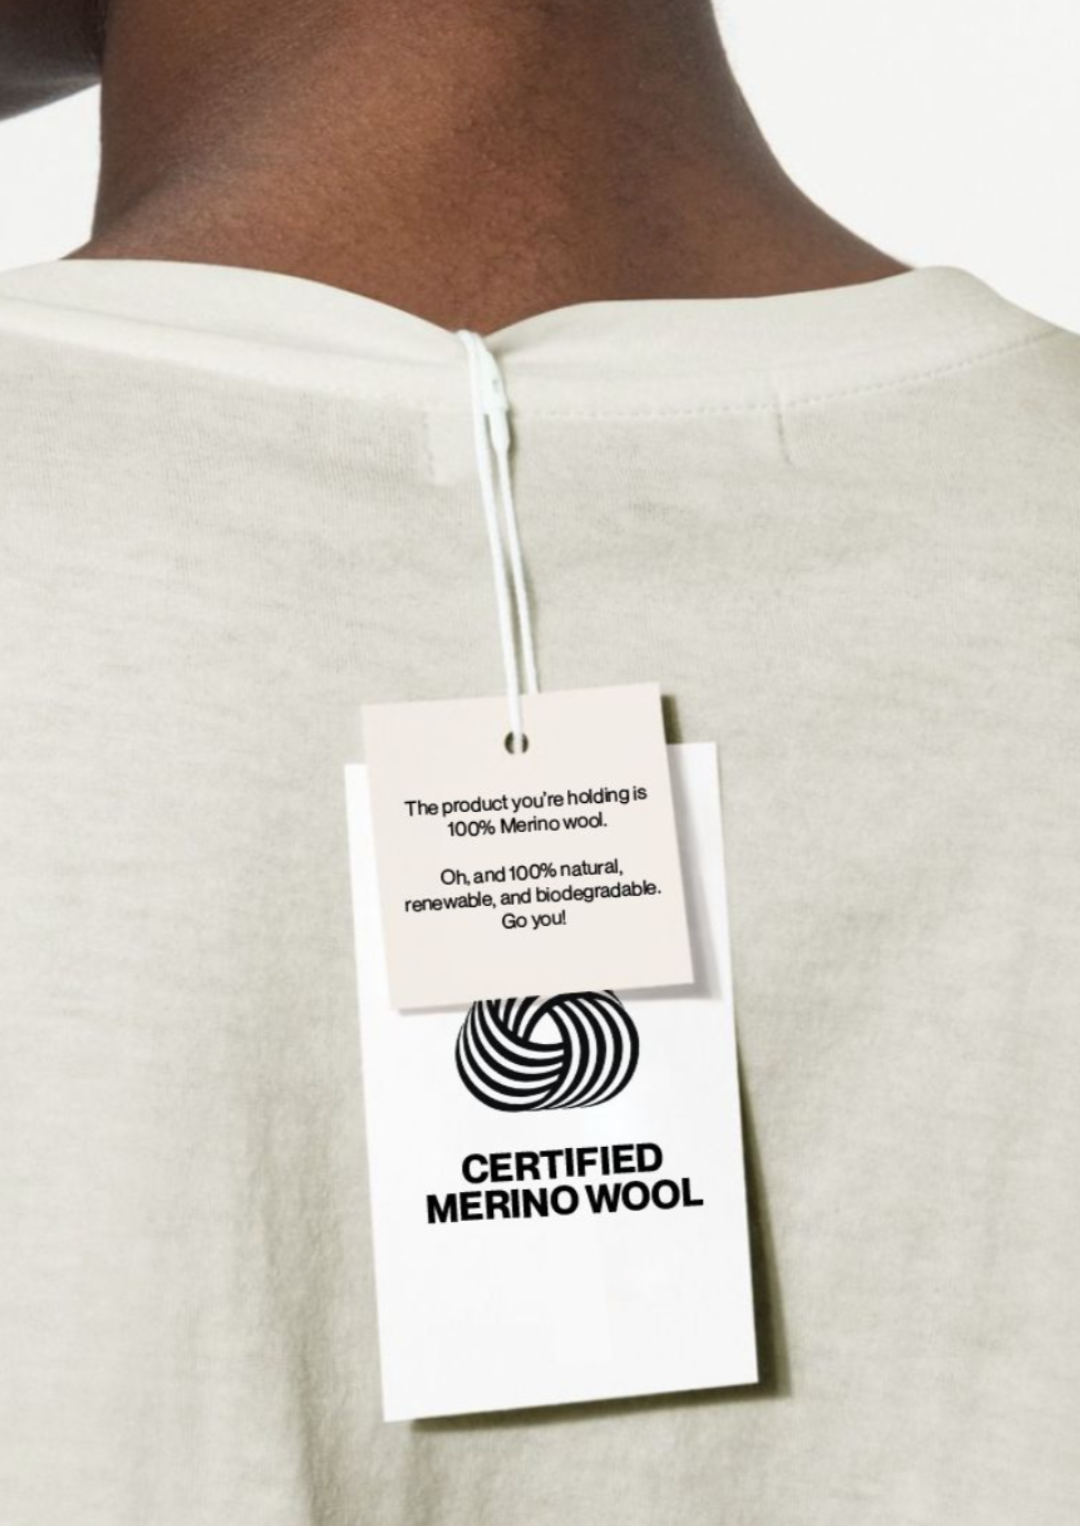 The product you're holding is
100% Merino wool.
Oh, and 100% natural,
renewable, and biodegradable.
Go you!
CERTIFIED
MERINO WOOL